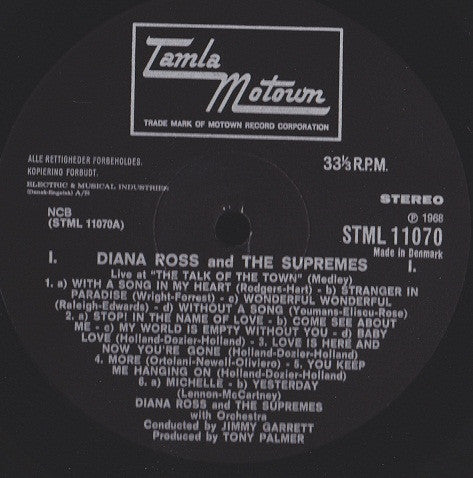 Tamla
Motown
TRADE MARK OF MOTOWN RECORD CORPORATION
ALLE RETTIGHEDER FORBEHOLDES.
KOPIERING FORBUDT.
ELECTRIC & MUSICAL INDUSTRIES
(Dansk-Engelsk) A/S
33⅓ R.P.M.
STEREO
NCB
(STML 11070A)
Ⓟ 1968
STML 11070
Made in Denmark
I. DIANA ROSS and THE SUPREMES I.
Live at "THE TALK OF THE TOWN" (Medley)
1. a) WITH A SONG IN MY HEART (Rodgers-Hart) - b) STRANGER IN
PARADISE (Wright-Forrest) - c) WONDERFUL WONDERFUL
(Raleigh-Edwards) - d) WITHOUT A SONG (Youmans-Eliscu-Rose)
2. a) STOP! IN THE NAME OF LOVE - b) COME SEE ABOUT
ME - c) MY WORLD IS EMPTY WITHOUT YOU - d) BABY
LOVE (Holland-Dozier-Holland) - 3. LOVE IS HERE AND
NOW YOU'RE GONE (Holland-Dozier-Holland)
4. MORE (Ortolani-Newell-Oliviero) - 5. YOU KEEP
ME HANGING ON (Holland-Dozier-Holland)
6. a) MICHELLE - b) YESTERDAY
(Lennon-McCartney)
DIANA ROSS and THE SUPREMES
with Orchestra
Conducted by JIMMY GARRETT
Produced by TONY PALMER